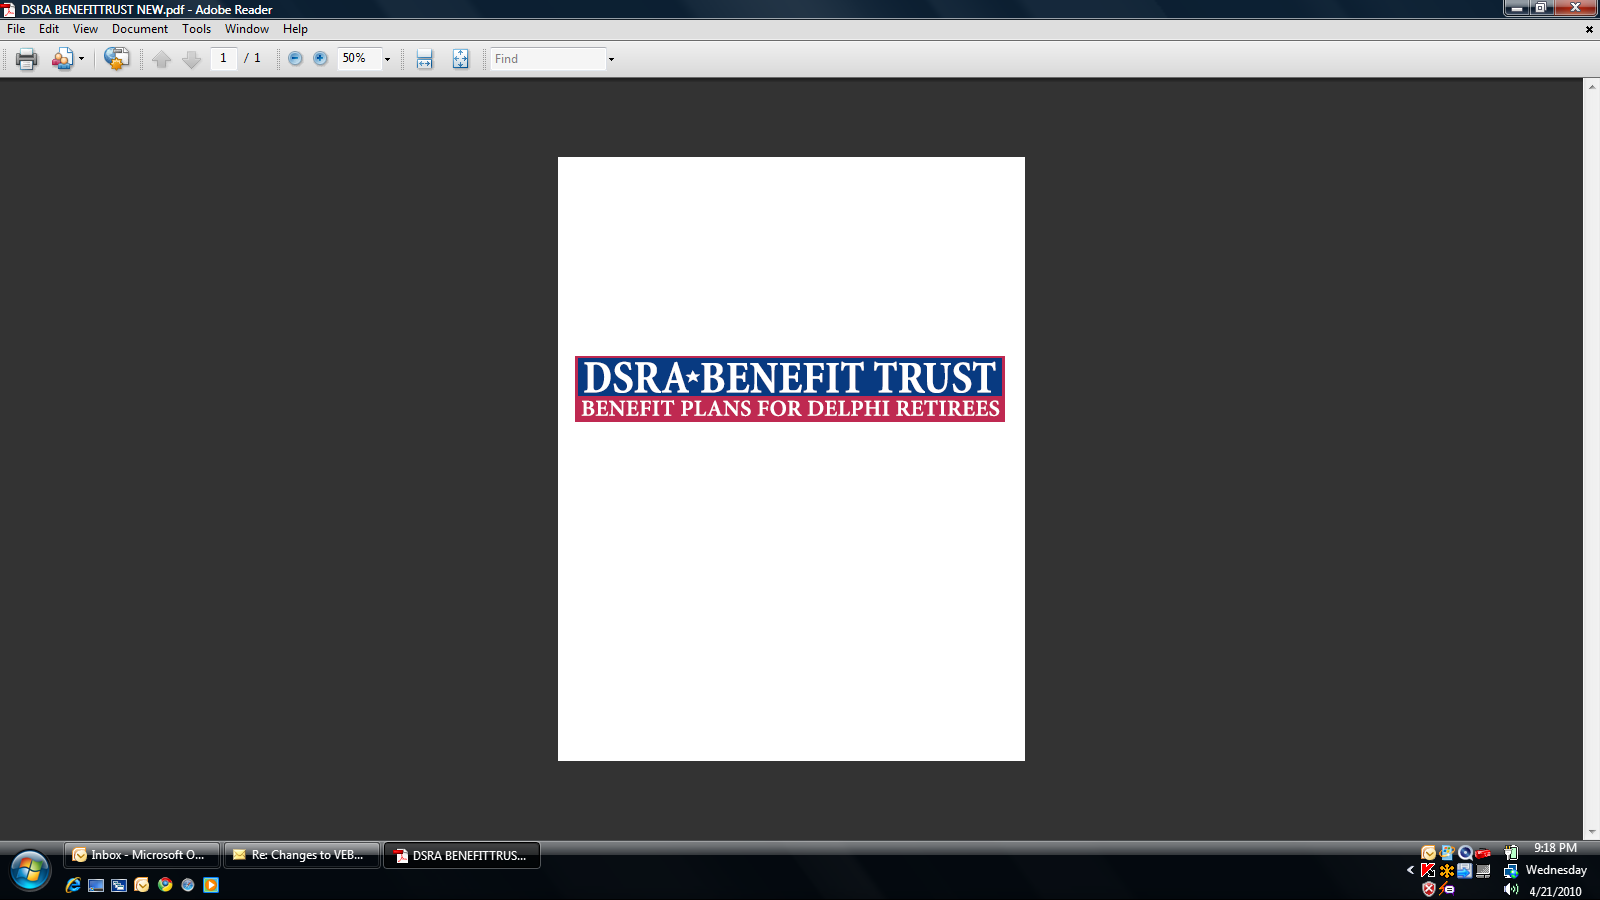 DSRA BENEFITTRUST NEW.pdf - Adobe Reader
File Edit View Document Tools Window Help
1 / 1 50% Find
DSRA★BENEFIT TRUST
BENEFIT PLANS FOR DELPHI RETIREES
Inbox - Microsoft O... Re: Changes to VEB... DSRA BENEFITTRUS...
9:18 PM
Wednesday
4/21/2010